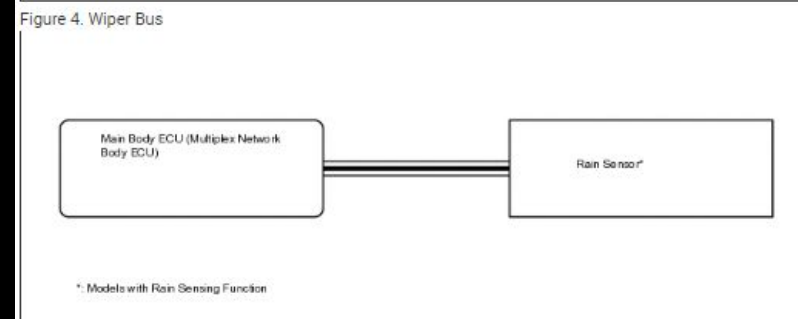 Figure 4. Wiper Bus
Main Body ECU (Multiplex Network
Body ECU)
Rain Sensor*
*: Models with Rain Sensing Function